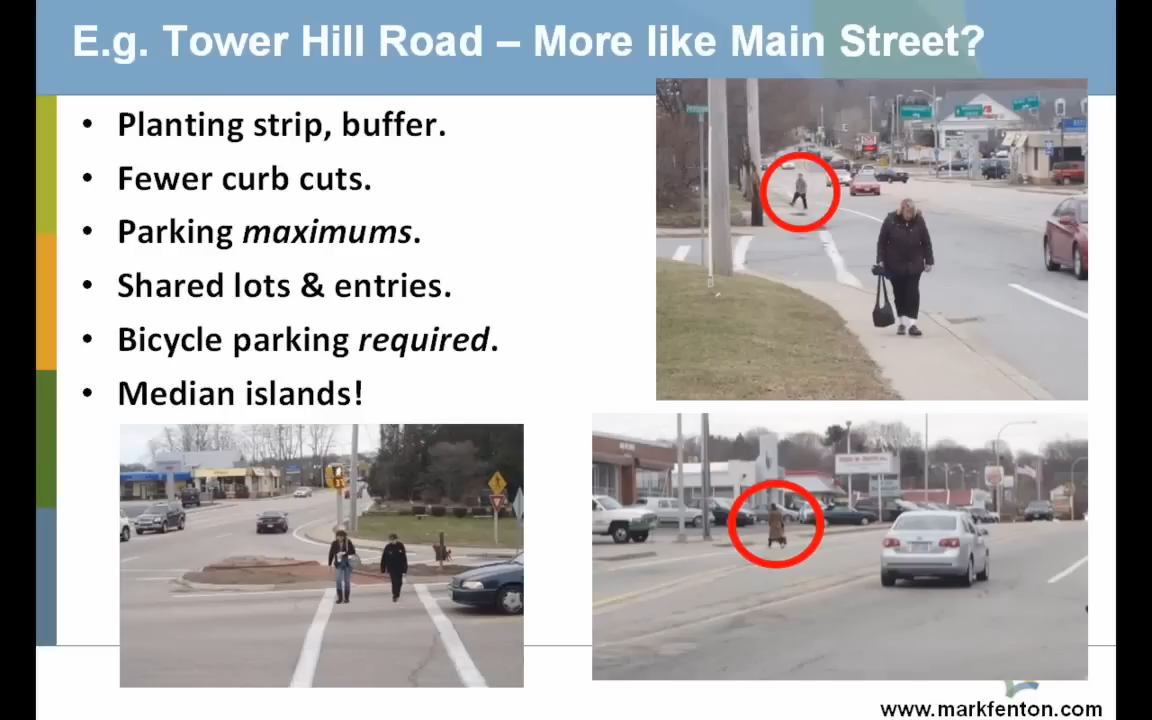 E.g. Tower Hill Road – More like Main Street?
• Planting strip, buffer.
• Fewer curb cuts.
• Parking maximums.
• Shared lots & entries.
• Bicycle parking required.
• Median islands!
www.markfenton.com